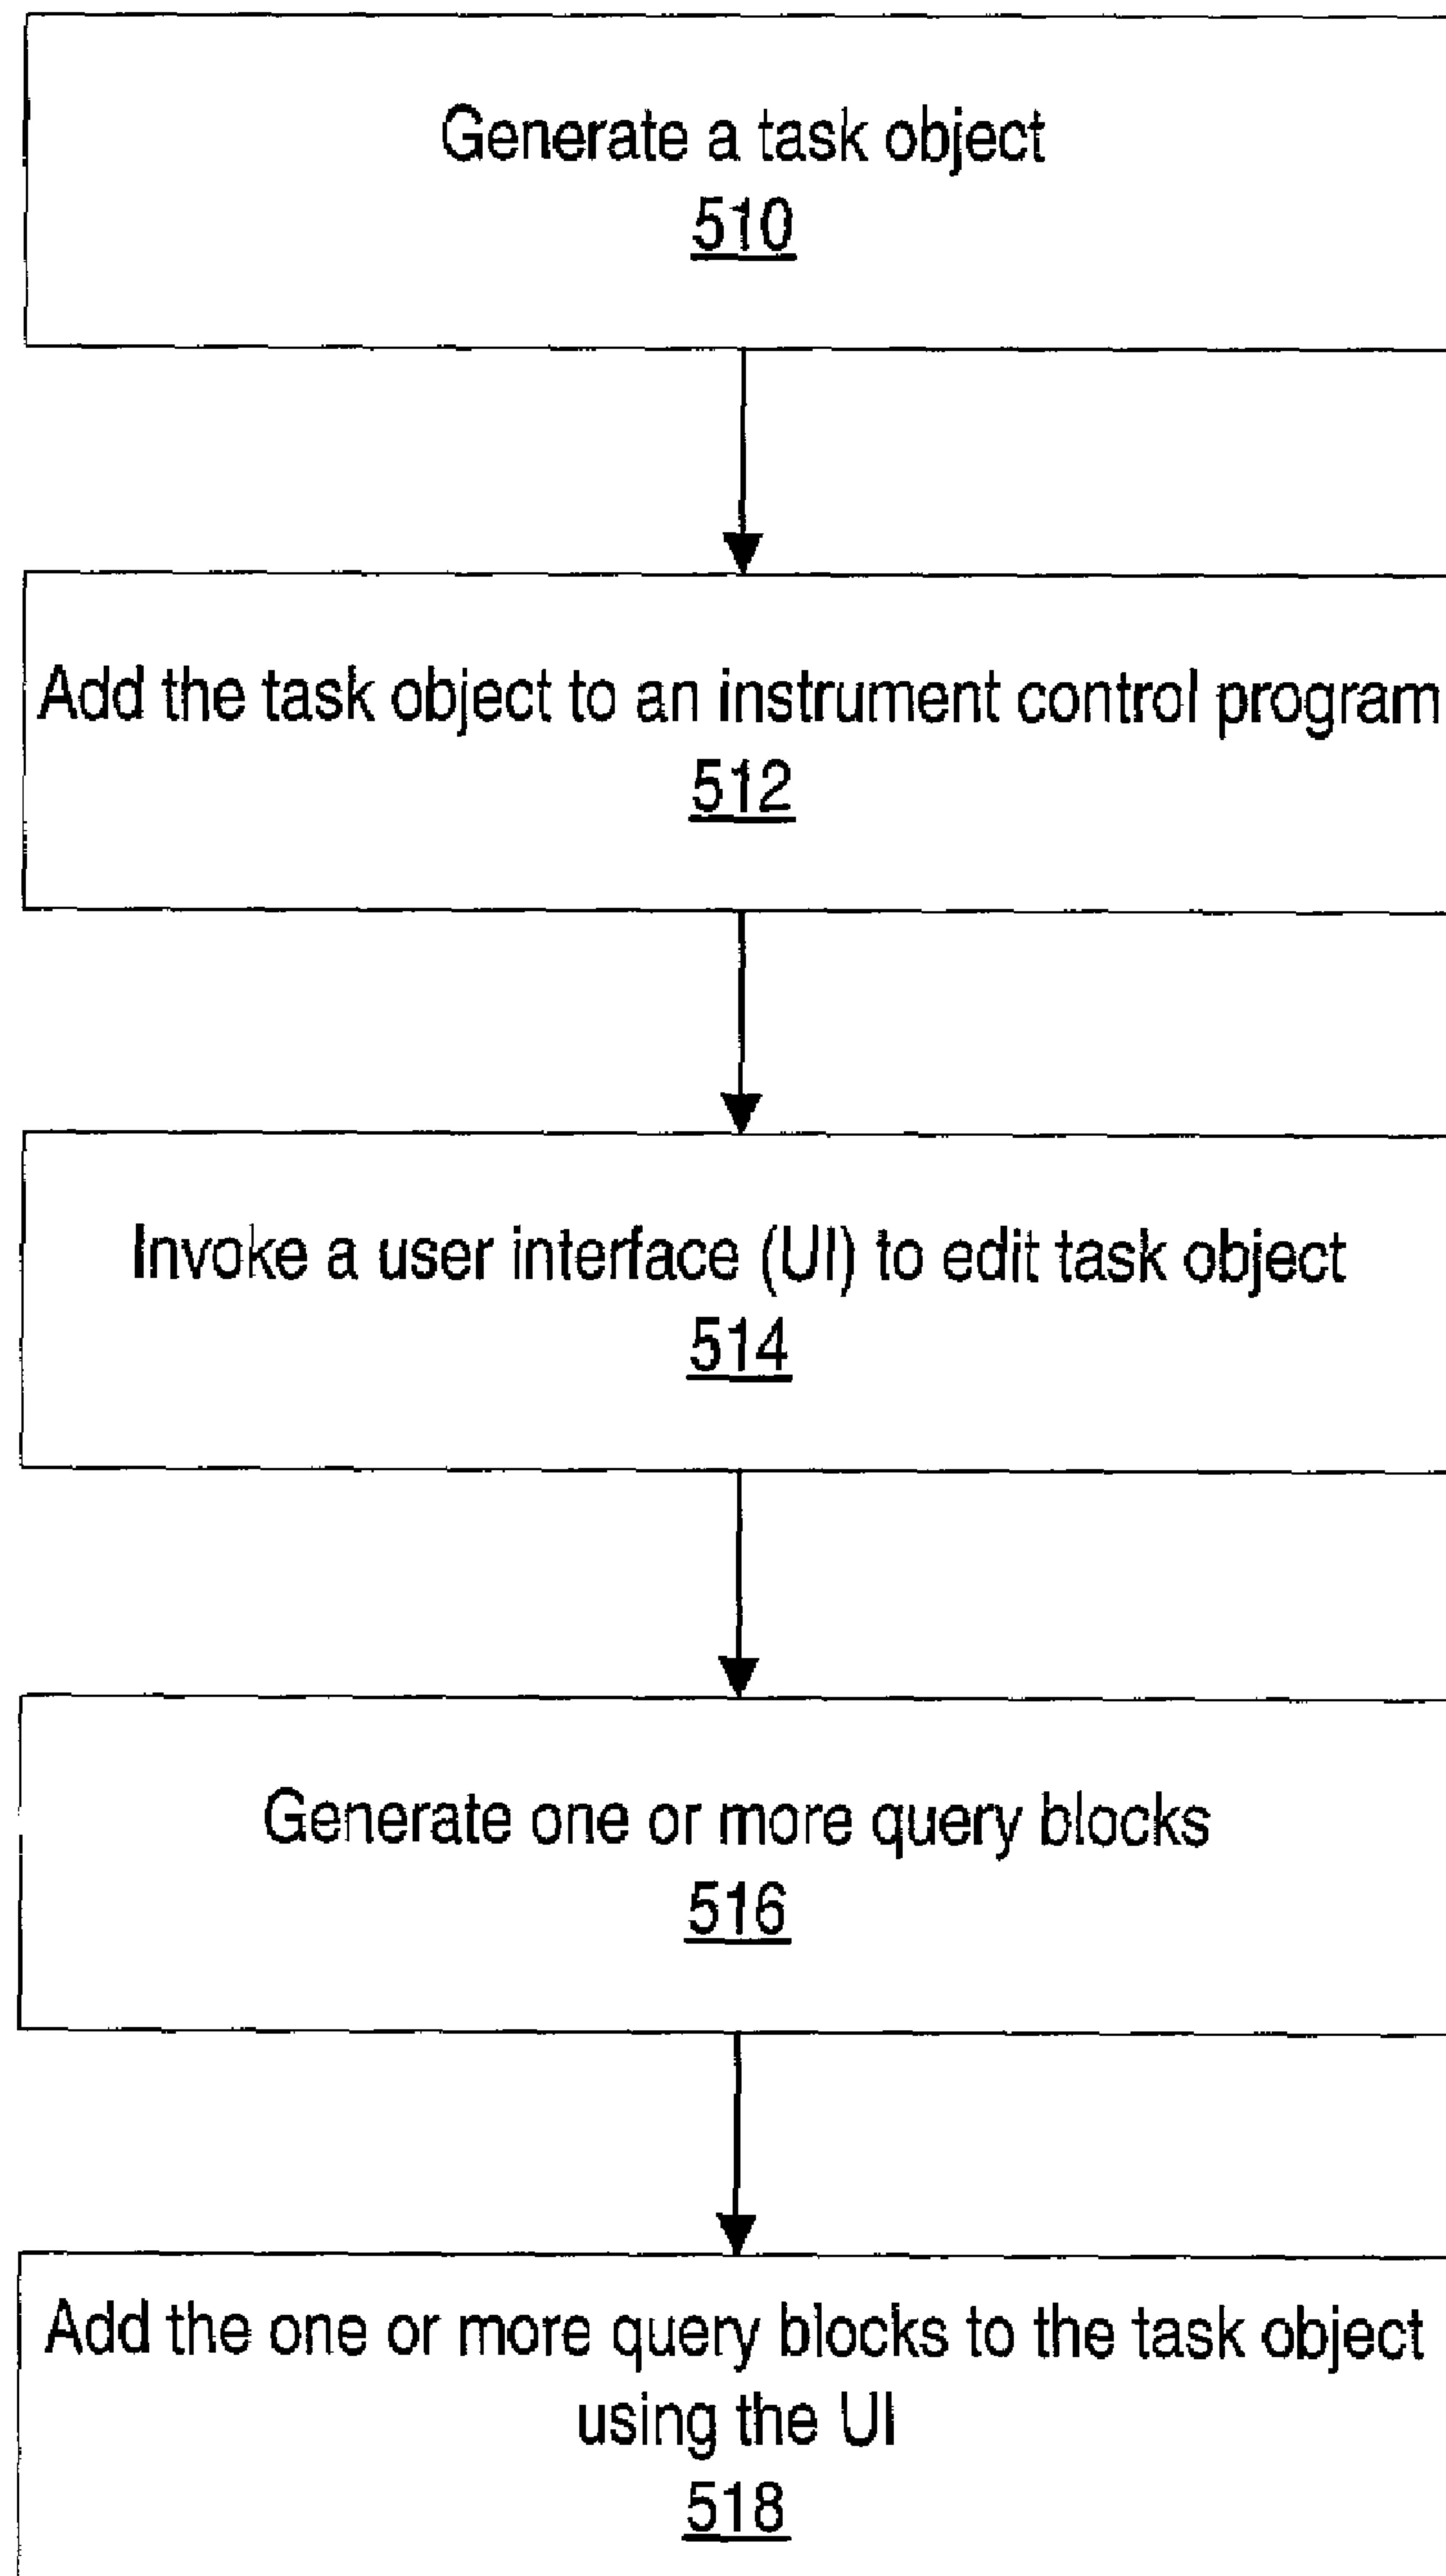 Generate a task object
510
Add the task object to an instrument control program
512
Invoke a user interface (UI) to edit task object
514
Generate one or more query blocks
516
Add the one or more query blocks to the task object
using the UI
518